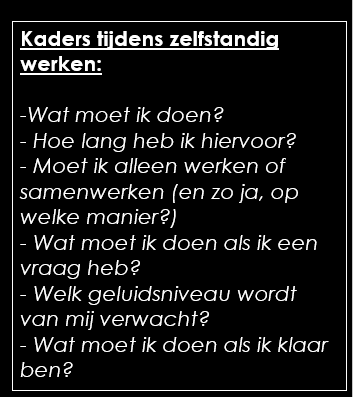 Kaders tijdens zelfstandig
werken:
-Wat moet ik doen?
- Hoe lang heb ik hiervoor?
- Moet ik alleen werken of
samenwerken (en zo ja, op
welke manier?)
- Wat moet ik doen als ik een
vraag heb?
- Welk geluidsniveau wordt
van mij verwacht?
- Wat moet ik doen als ik klaar
ben?